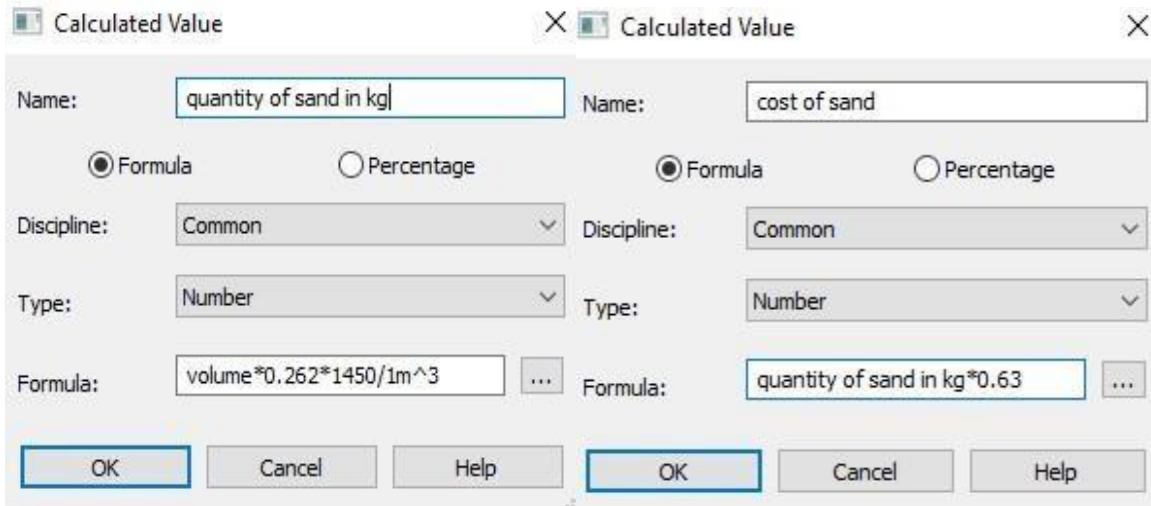 Calculated Value
Name:
quantity of sand in kg
Formula
Percentage
Discipline:
Common
Type:
Number
Formula:
volume*0.262*1450/1m^3
...
OK
Cancel
Help
Calculated Value
Name:
cost of sand
Formula
Percentage
Discipline:
Common
Type:
Number
Formula:
quantity of sand in kg*0.63
...
OK
Cancel
Help